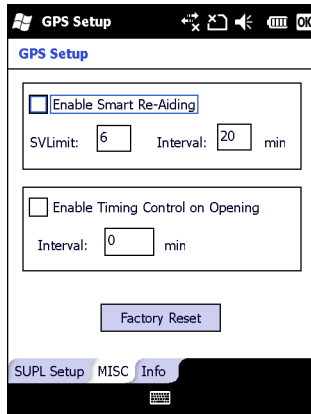 GPS Setup
OK
GPS Setup
Enable Smart Re-Aiding
SVLimit: 6 Interval: 20 min
Enable Timing Control on Opening
Interval: 0 min
Factory Reset
SUPL Setup MISC Info